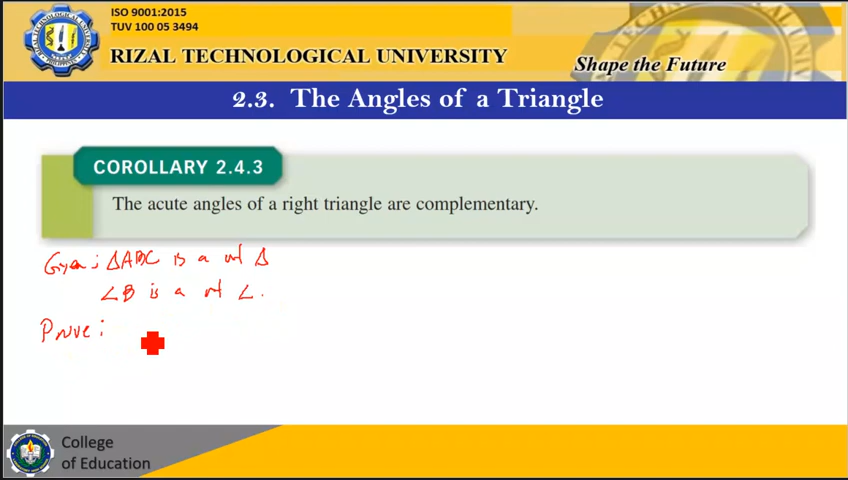 ISO 9001:2015
TUV 100 05 3494
RIZAL TECHNOLOGICAL UNIVERSITY
Shape the Future
2.3. The Angles of a Triangle
COROLLARY 2.4.3
The acute angles of a right triangle are complementary.
Given: ΔABC is a rt Δ
∠B is a rt ∠.
Prove:
College
of Education